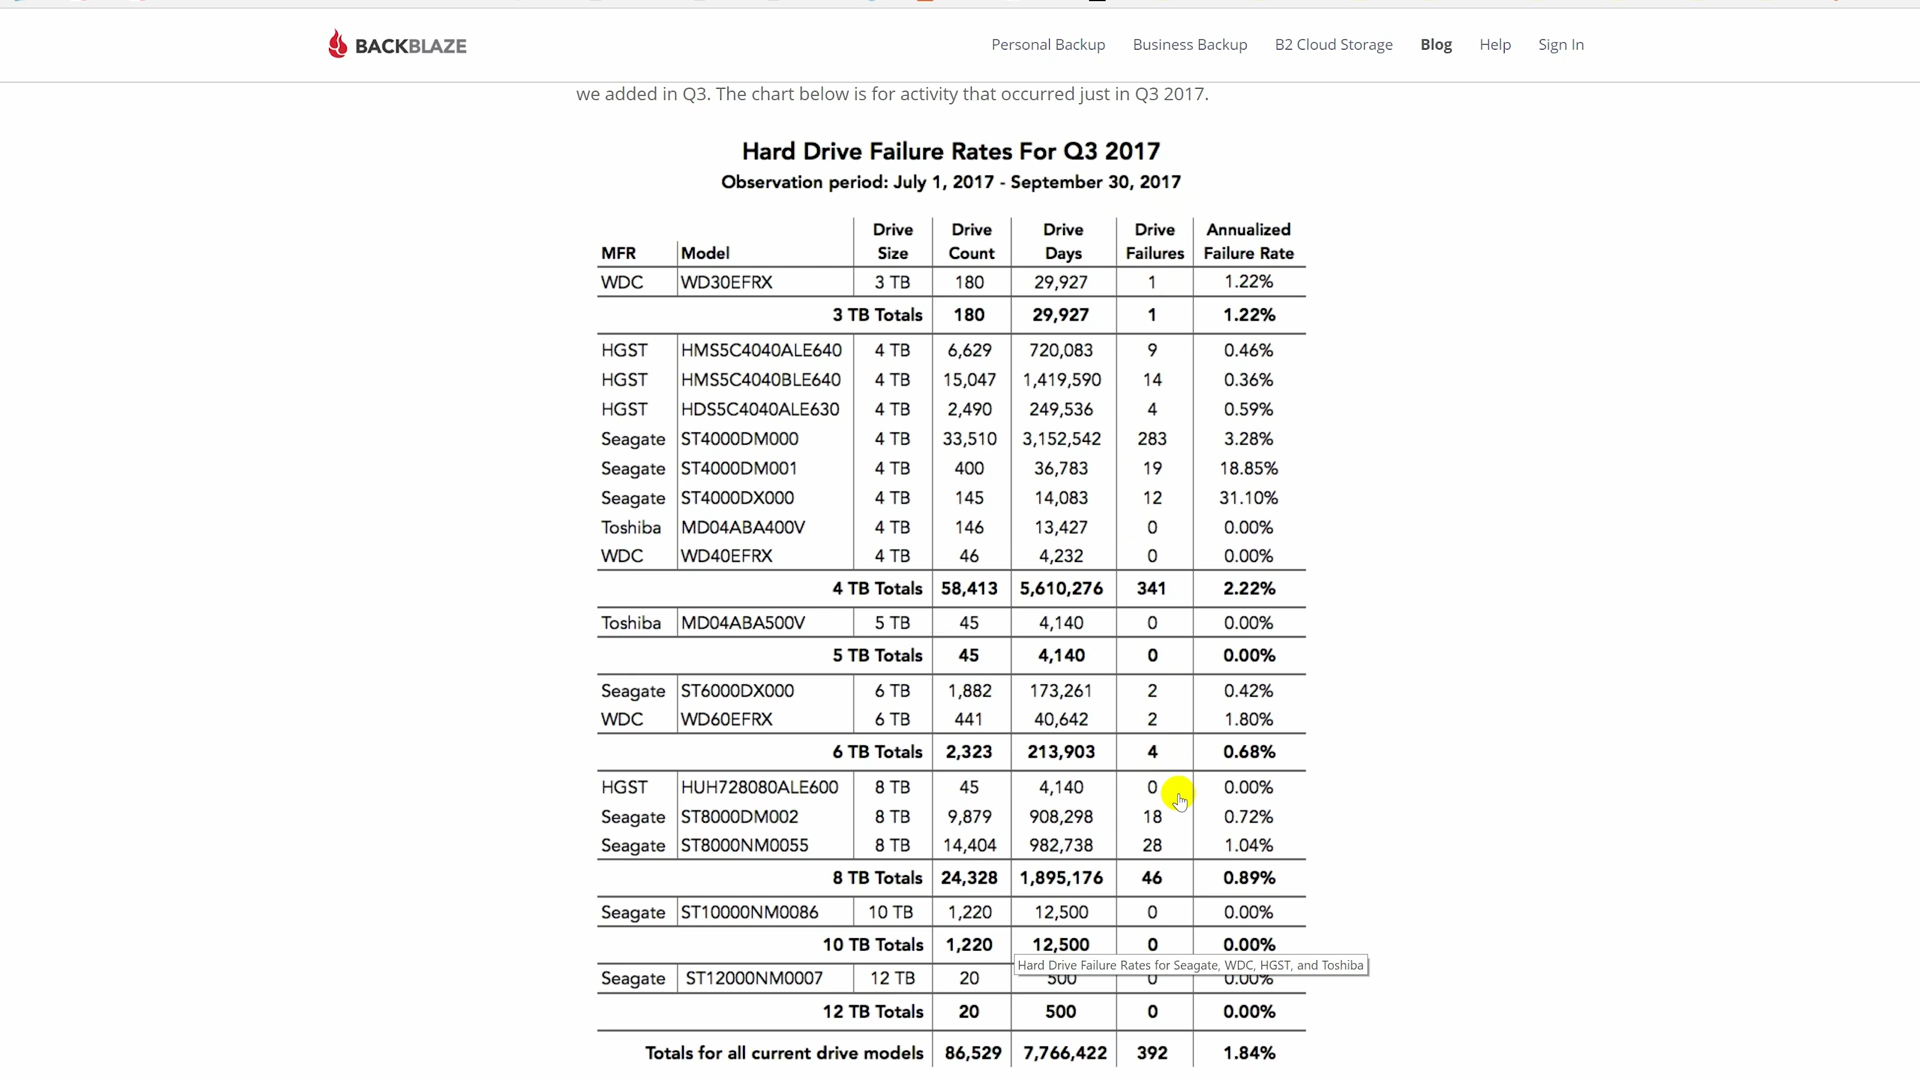 BACKBLAZE
Personal Backup Business Backup B2 Cloud Storage Blog Help Sign In
we added in Q3. The chart below is for activity that occurred just in Q3 2017.
Hard Drive Failure Rates For Q3 2017
Observation period: July 1, 2017 - September 30, 2017
MFR Model Drive Size Drive Count Drive Days Drive Failures Annualized Failure Rate
WDC WD30EFRX 3 TB 180 29,927 1 1.22%
3 TB Totals 180 29,927 1 1.22%
HGST HMS5C4040ALE640 4 TB 6,629 720,083 9 0.46%
HGST HMS5C4040BLE640 4 TB 15,047 1,419,590 14 0.36%
HGST HDS5C4040ALE630 4 TB 2,490 249,536 4 0.59%
Seagate ST4000DM000 4 TB 33,510 3,152,542 283 3.28%
Seagate ST4000DM001 4 TB 400 36,783 19 18.85%
Seagate ST4000DX000 4 TB 145 14,083 12 31.10%
Toshiba MD04ABA400V 4 TB 146 13,427 0 0.00%
WDC WD40EFRX 4 TB 46 4,232 0 0.00%
4 TB Totals 58,413 5,610,276 341 2.22%
Toshiba MD04ABA500V 5 TB 45 4,140 0 0.00%
5 TB Totals 45 4,140 0 0.00%
Seagate ST6000DX000 6 TB 1,882 173,261 2 0.42%
WDC WD60EFRX 6 TB 441 40,642 2 1.80%
6 TB Totals 2,323 213,903 4 0.68%
HGST HUH728080ALE600 8 TB 45 4,140 0 0.00%
Seagate ST8000DM002 8 TB 9,879 908,298 18 0.72%
Seagate ST8000NM0055 8 TB 14,404 982,738 28 1.04%
8 TB Totals 24,328 1,895,176 46 0.89%
Seagate ST10000NM0086 10 TB 1,220 12,500 0 0.00%
10 TB Totals 1,220 12,500 0 0.00%
Hard Drive Failure Rates for Seagate, WDC, HGST, and Toshiba
Seagate ST12000NM0007 12 TB 20 500 0 0.00%
12 TB Totals 20 500 0 0.00%
Totals for all current drive models 86,529 7,766,422 392 1.84%